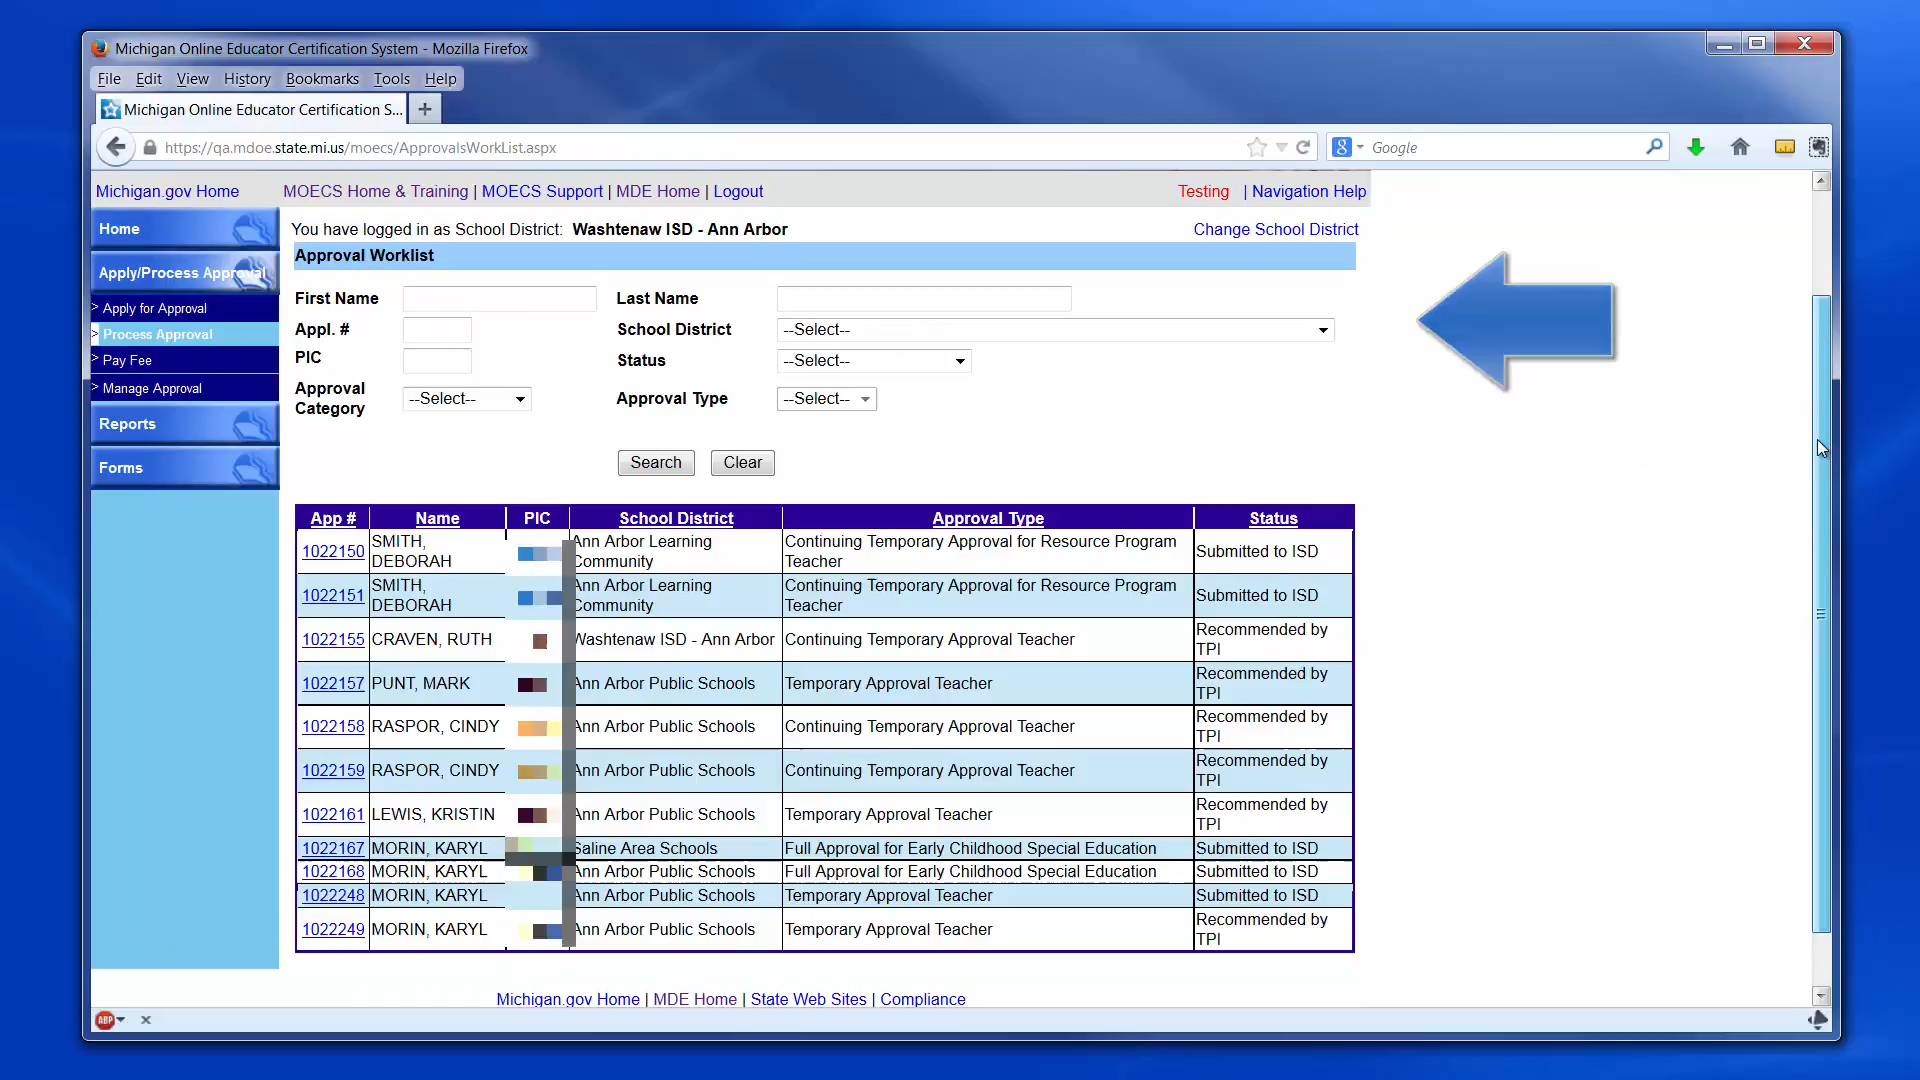 Michigan Online Educator Certification System - Mozilla Firefox
File Edit View History Bookmarks Tools Help
Michigan Online Educator Certification S... +
https://qa.mdoe.state.mi.us/moecs/ApprovalsWorkList.aspx 8 Google
Michigan.gov Home MOECS Home & Training | MOECS Support | MDE Home | Logout Testing | Navigation Help
Home
Apply/Process Approval
> Apply for Approval
> Process Approval
> Pay Fee
> Manage Approval
Reports
Forms
You have logged in as School District: Washtenaw ISD - Ann Arbor Change School District
Approval Worklist
First Name Last Name
Appl. # School District --Select--
PIC Status --Select--
Approval Category --Select-- Approval Type --Select--
Search Clear
App # Name PIC School District Approval Type Status
1022150 SMITH, DEBORAH Ann Arbor Learning Community Continuing Temporary Approval for Resource Program Teacher Submitted to ISD
1022151 SMITH, DEBORAH Ann Arbor Learning Community Continuing Temporary Approval for Resource Program Teacher Submitted to ISD
1022155 CRAVEN, RUTH Washtenaw ISD - Ann Arbor Continuing Temporary Approval Teacher Recommended by TPI
1022157 PUNT, MARK Ann Arbor Public Schools Temporary Approval Teacher Recommended by TPI
1022158 RASPOR, CINDY Ann Arbor Public Schools Continuing Temporary Approval Teacher Recommended by TPI
1022159 RASPOR, CINDY Ann Arbor Public Schools Continuing Temporary Approval Teacher Recommended by TPI
1022161 LEWIS, KRISTIN Ann Arbor Public Schools Temporary Approval Teacher Recommended by TPI
1022167 MORIN, KARYL Saline Area Schools Full Approval for Early Childhood Special Education Submitted to ISD
1022168 MORIN, KARYL Ann Arbor Public Schools Full Approval for Early Childhood Special Education Submitted to ISD
1022248 MORIN, KARYL Ann Arbor Public Schools Temporary Approval Teacher Submitted to ISD
1022249 MORIN, KARYL Ann Arbor Public Schools Temporary Approval Teacher Recommended by TPI
Michigan.gov Home | MDE Home | State Web Sites | Compliance
ABP